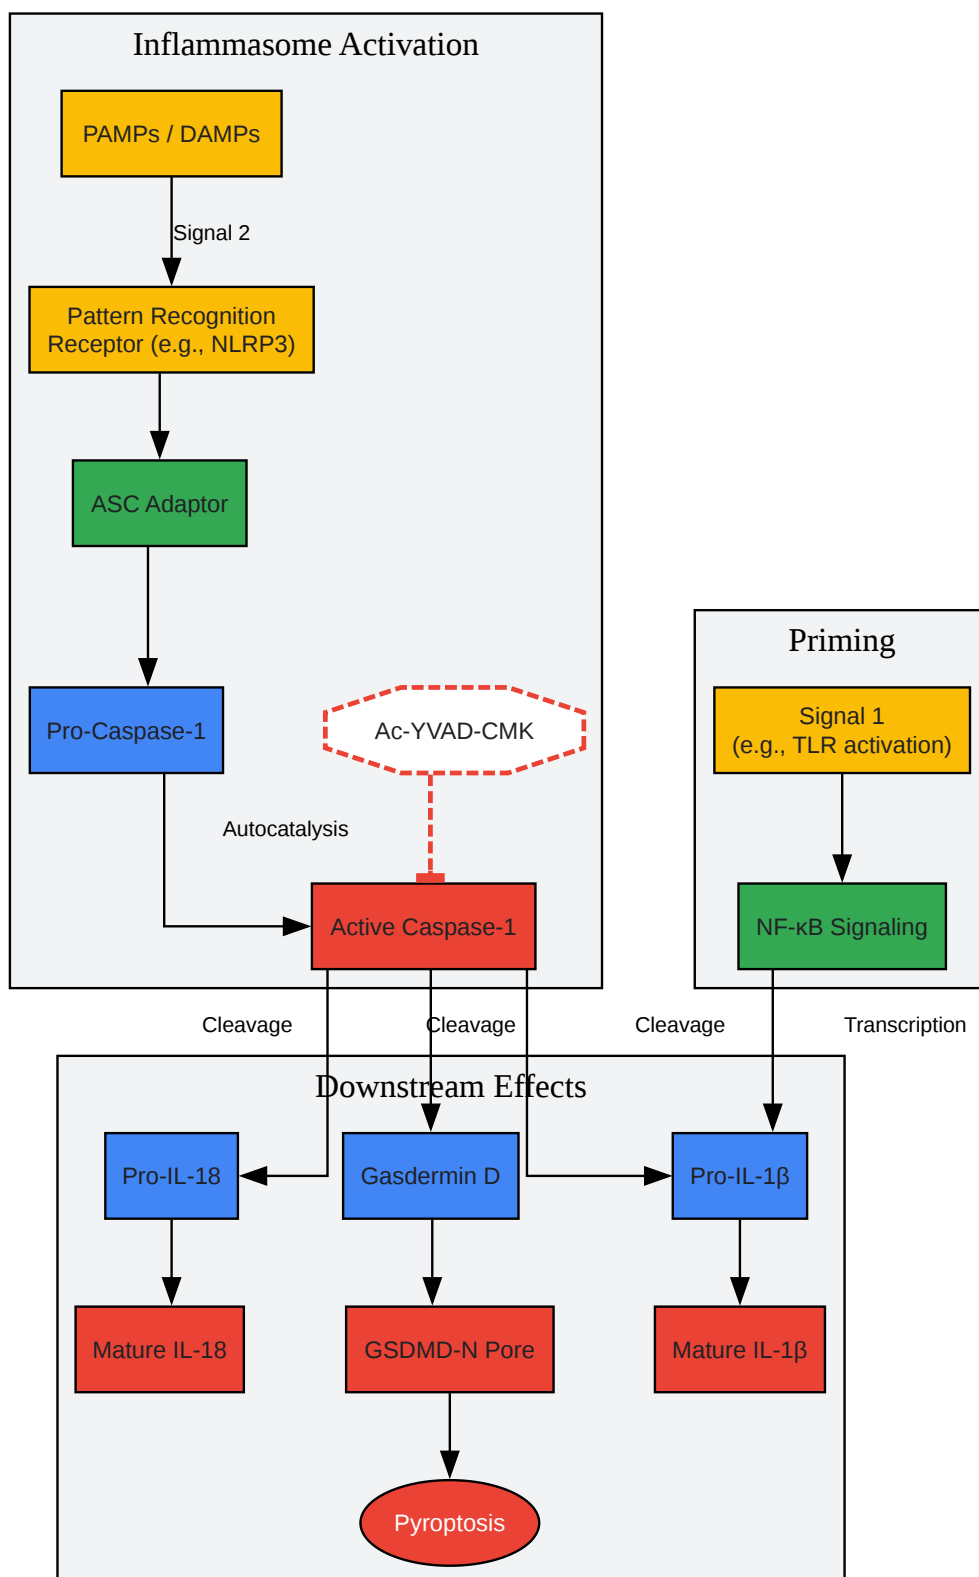 Inflammasome Activation
PAMPs / DAMPs
Signal 2
Pattern Recognition
Receptor (e.g., NLRP3)
ASC Adaptor
Pro-Caspase-1
Ac-YVAD-CMK
Autocatalysis
Active Caspase-1
Priming
Signal 1
(e.g., TLR activation)
NF-κB Signaling
Cleavage
Cleavage
Cleavage
Transcription
Downstream Effects
Pro-IL-18
Gasdermin D
Pro-IL-1β
Mature IL-18
GSDMD-N Pore
Mature IL-1β
Pyroptosis